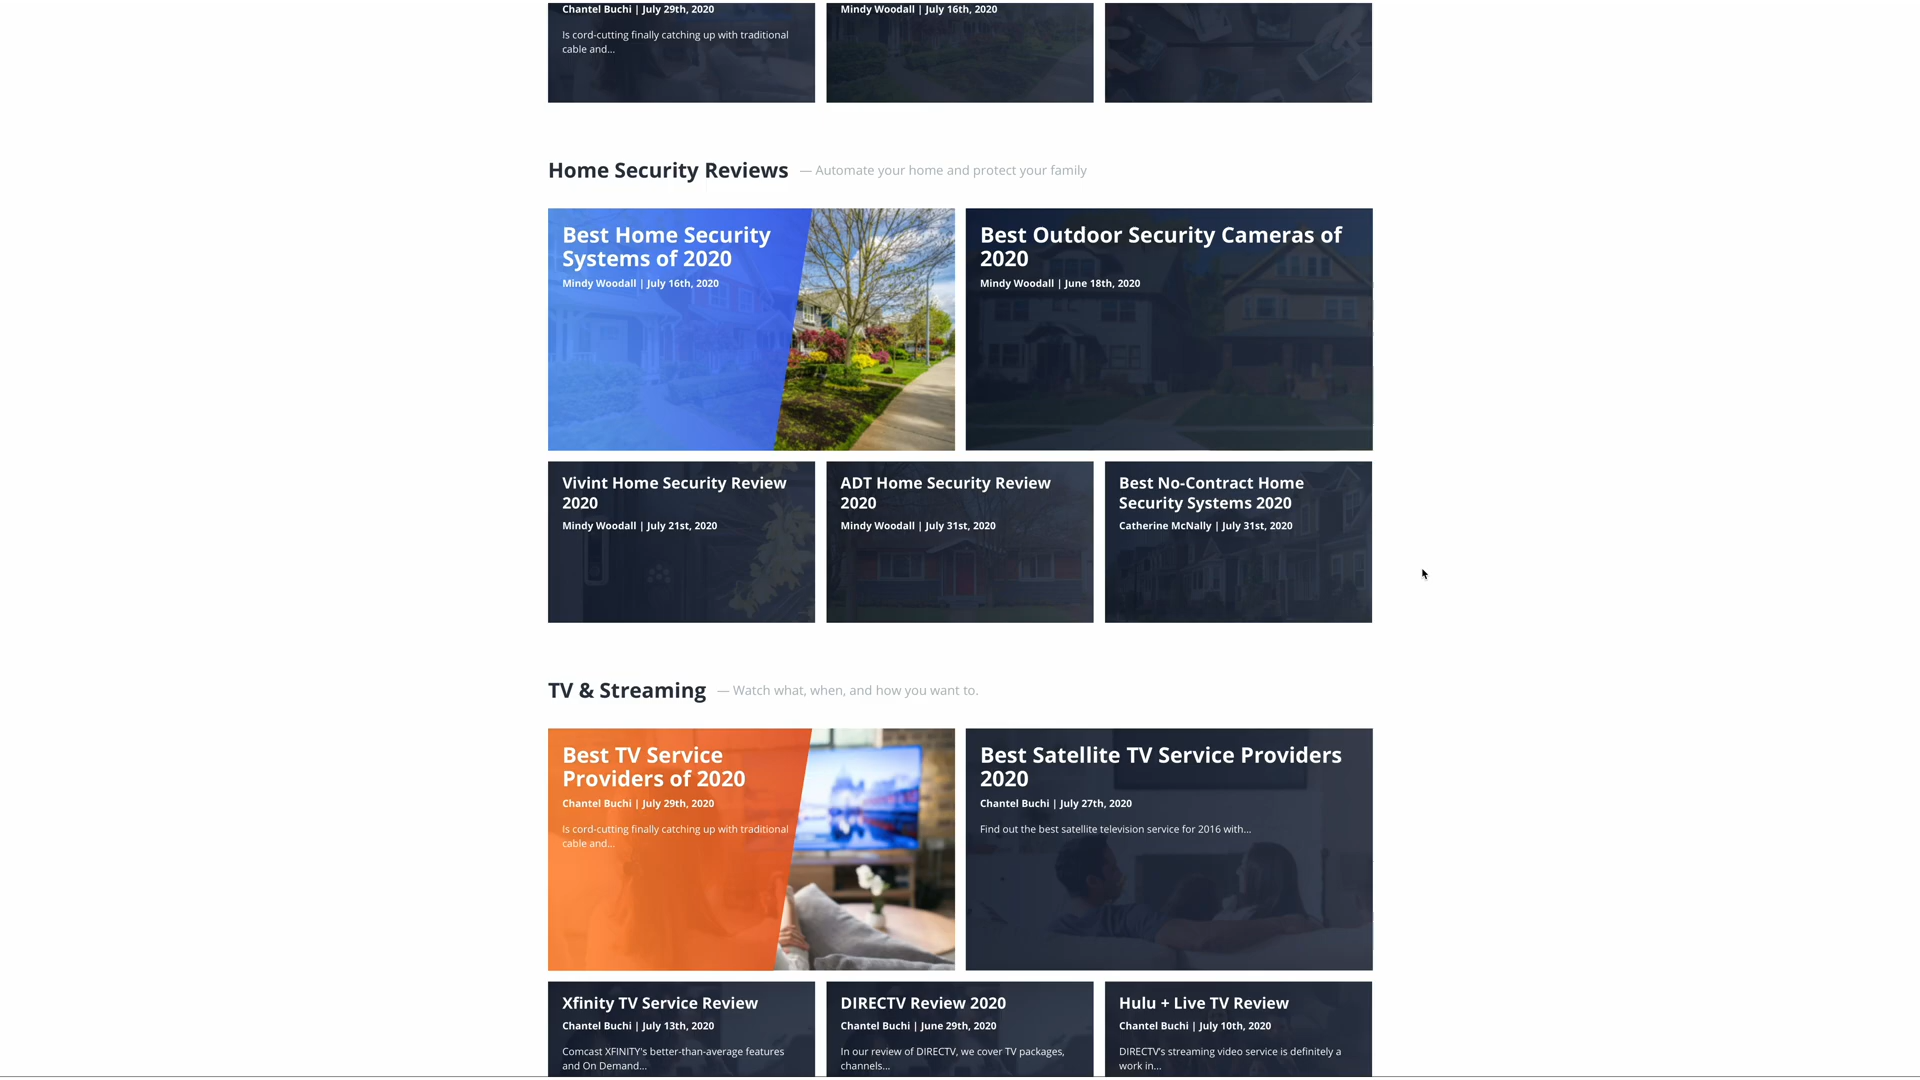 Chantel Buchi | July 29th, 2020
Is cord-cutting finally catching up with traditional
cable and...
Mindy Woodall | July 16th, 2020
Home Security Reviews — Automate your home and protect your family
Best Home Security
Systems of 2020
Mindy Woodall | July 16th, 2020
Best Outdoor Security Cameras of
2020
Mindy Woodall | June 18th, 2020
Vivint Home Security Review
2020
Mindy Woodall | July 21st, 2020
ADT Home Security Review
2020
Mindy Woodall | July 31st, 2020
Best No-Contract Home
Security Systems 2020
Catherine McNally | July 31st, 2020
TV & Streaming — Watch what, when, and how you want to.
Best TV Service
Providers of 2020
Chantel Buchi | July 29th, 2020
Is cord-cutting finally catching up with traditional
cable and...
Best Satellite TV Service Providers
2020
Chantel Buchi | July 27th, 2020
Find out the best satellite television service for 2016 with...
Xfinity TV Service Review
Chantel Buchi | July 13th, 2020
Comcast XFINITY's better-than-average features
and On Demand...
DIRECTV Review 2020
Chantel Buchi | June 29th, 2020
In our review of DIRECTV, we cover TV packages,
channels...
Hulu + Live TV Review
Chantel Buchi | July 10th, 2020
DIRECTV's streaming video service is definitely a
work in...